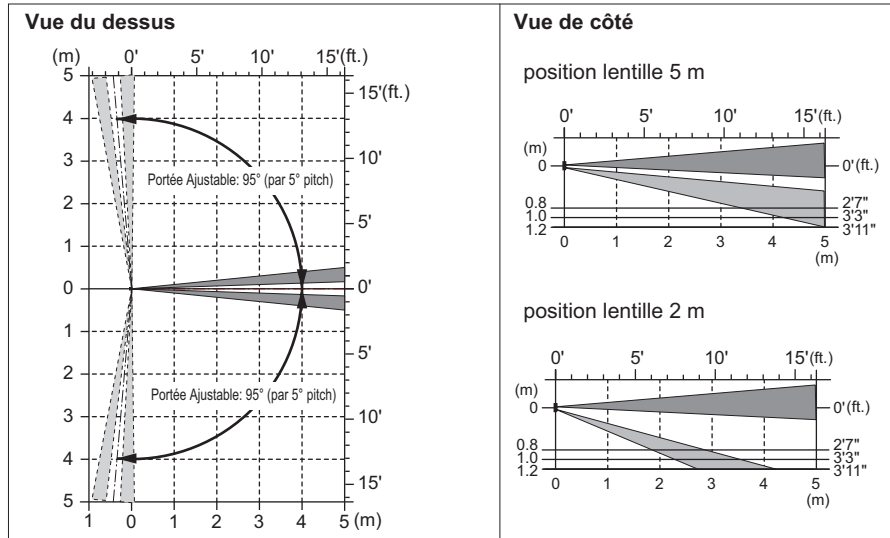 Vue du dessus
(m) 0' 5' 10' 15'(ft.)
5
15'(ft.)
4
3
10'
Portée Ajustable: 95° (par 5° pitch)
2
5'
1
0 0'
1
5'
2
Portée Ajustable: 95° (par 5° pitch)
3
10'
4
15'
5
1 0 1 2 3 4 5 (m)
Vue de côté
position lentille 5 m
0' 5' 10' 15'(ft.)
(m)
0 0'(ft.)
0.8 2'7"
1.0 3'3"
1.2 3'11"
0 1 2 3 4 5
(m)
position lentille 2 m
0' 5' 10' 15'(ft.)
(m)
0 0'(ft.)
0.8 2'7"
1.0 3'3"
1.2 3'11"
0 1 2 3 4 5
(m)